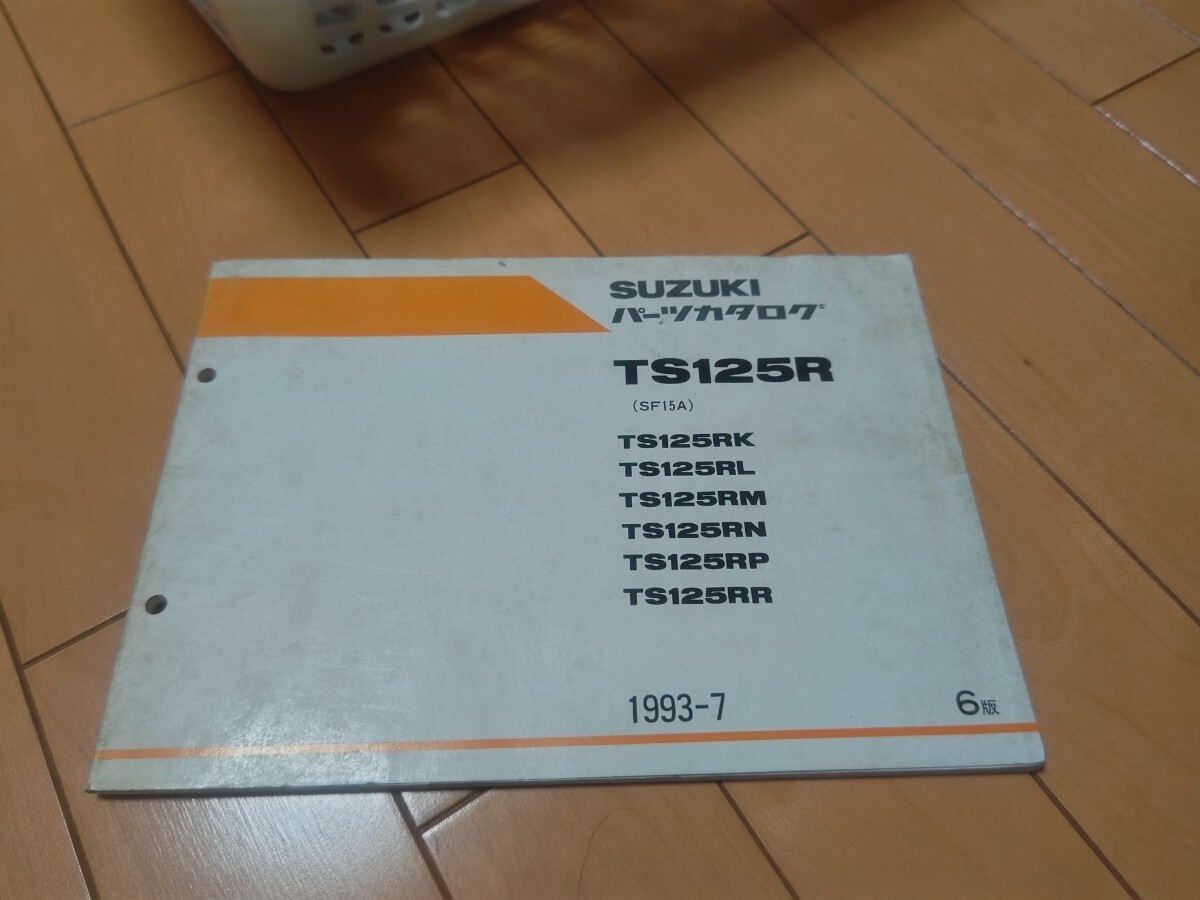 SUZUKI
パーツカタログ
TS125R
(SF15A)
TS125RK
TS125RL
TS125RM
TS125RN
TS125RP
TS125RR
1993-7
6版